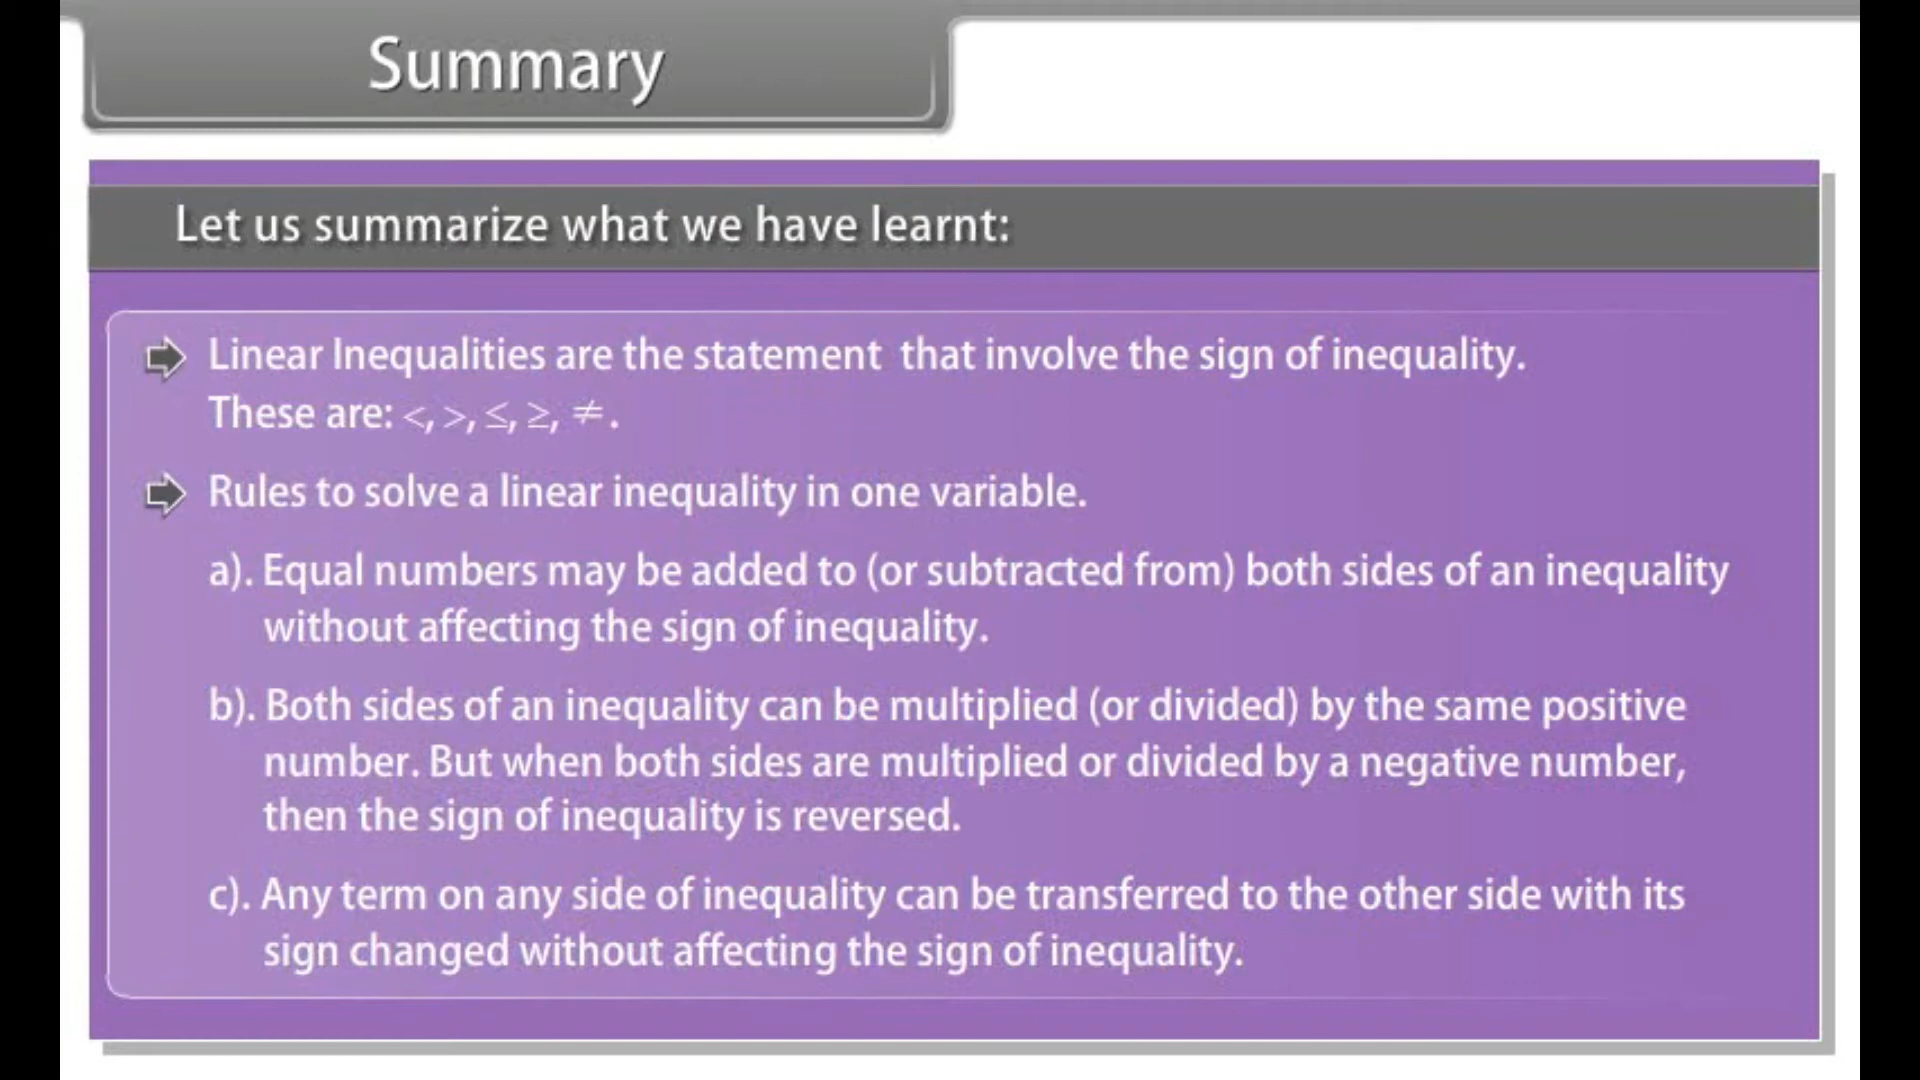 Summary
Let us summarize what we have learnt:
Linear Inequalities are the statement that involve the sign of inequality.
These are: <, >, ≤, ≥, ≠.
Rules to solve a linear inequality in one variable.
a). Equal numbers may be added to (or subtracted from) both sides of an inequality
without affecting the sign of inequality.
b). Both sides of an inequality can be multiplied (or divided) by the same positive
number. But when both sides are multiplied or divided by a negative number,
then the sign of inequality is reversed.
c). Any term on any side of inequality can be transferred to the other side with its
sign changed without affecting the sign of inequality.